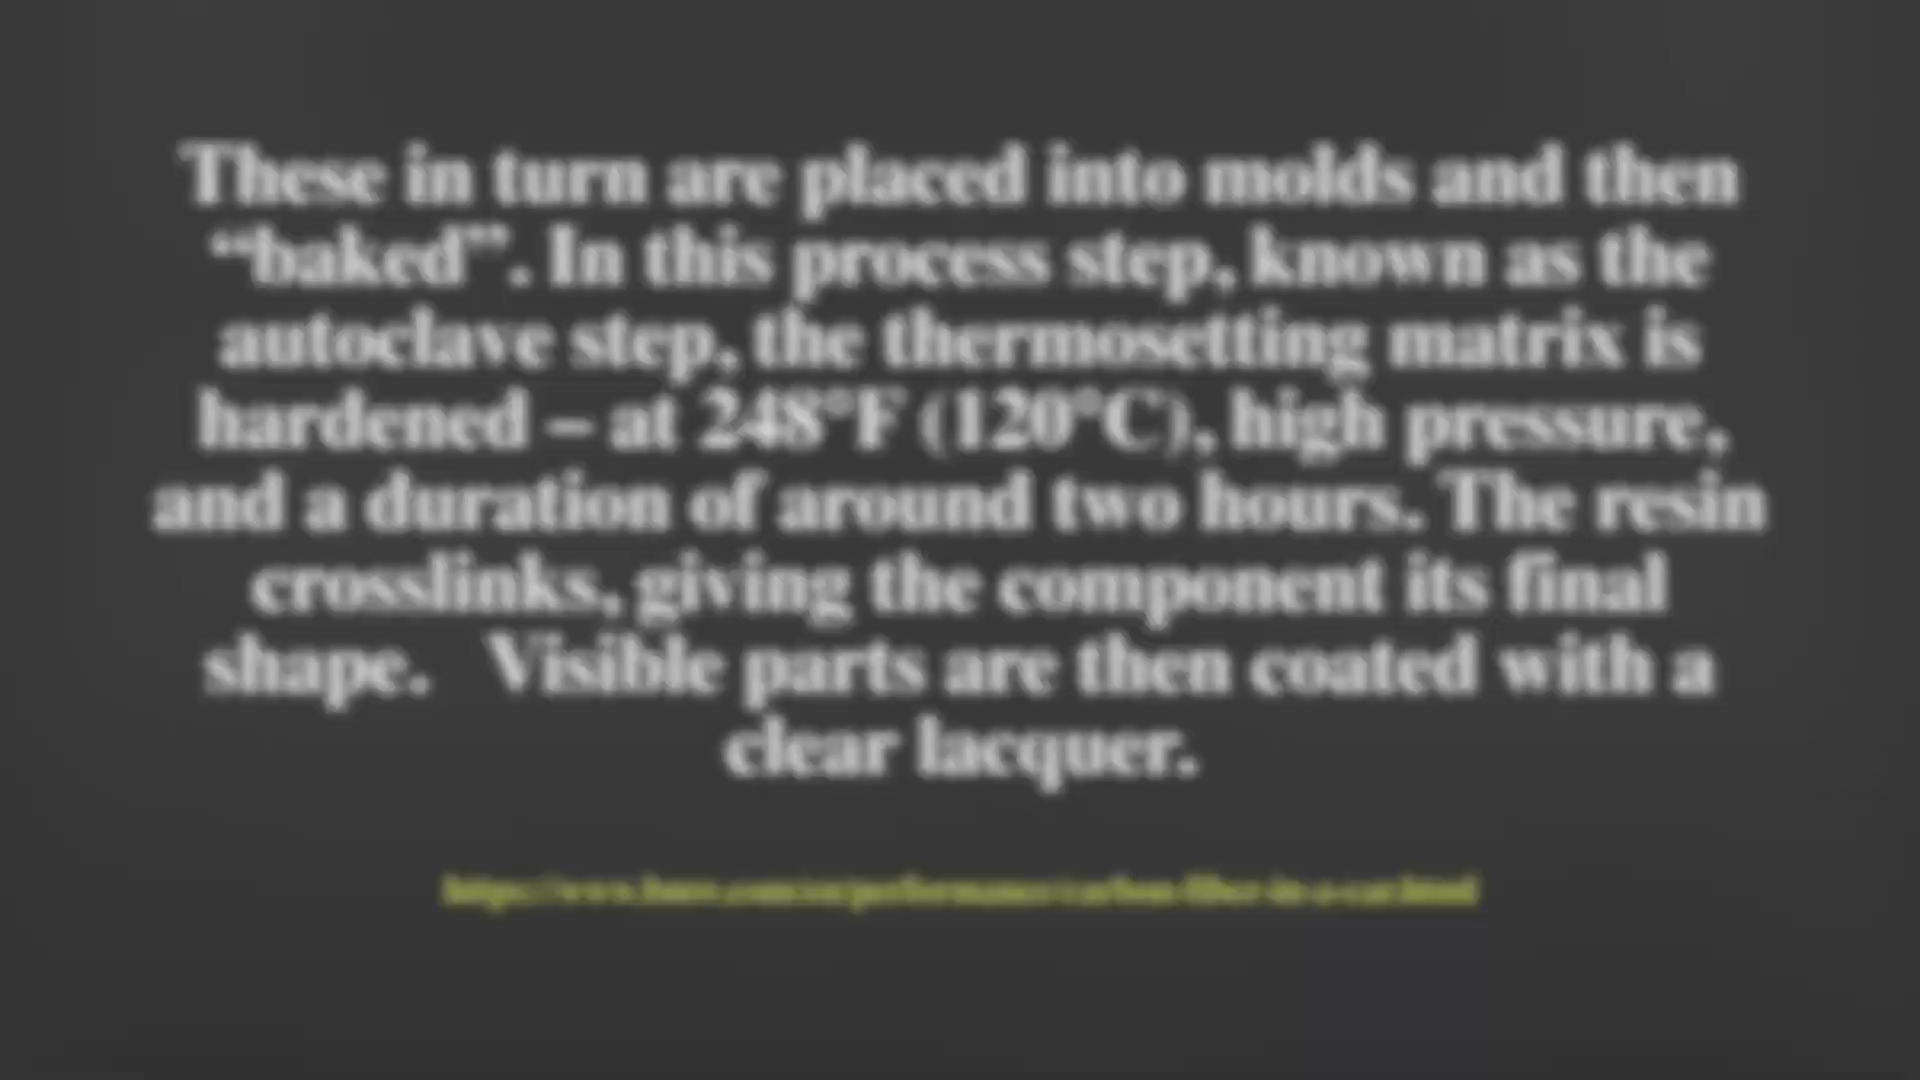 These in turn are placed into molds and then
“baked”. In this process step, known as the
autoclave step, the thermosetting matrix is
hardened – at 248°F (120°C), high pressure,
and a duration of around two hours. The resin
crosslinks, giving the component its final
shape.   Visible parts are then coated with a
clear lacquer.